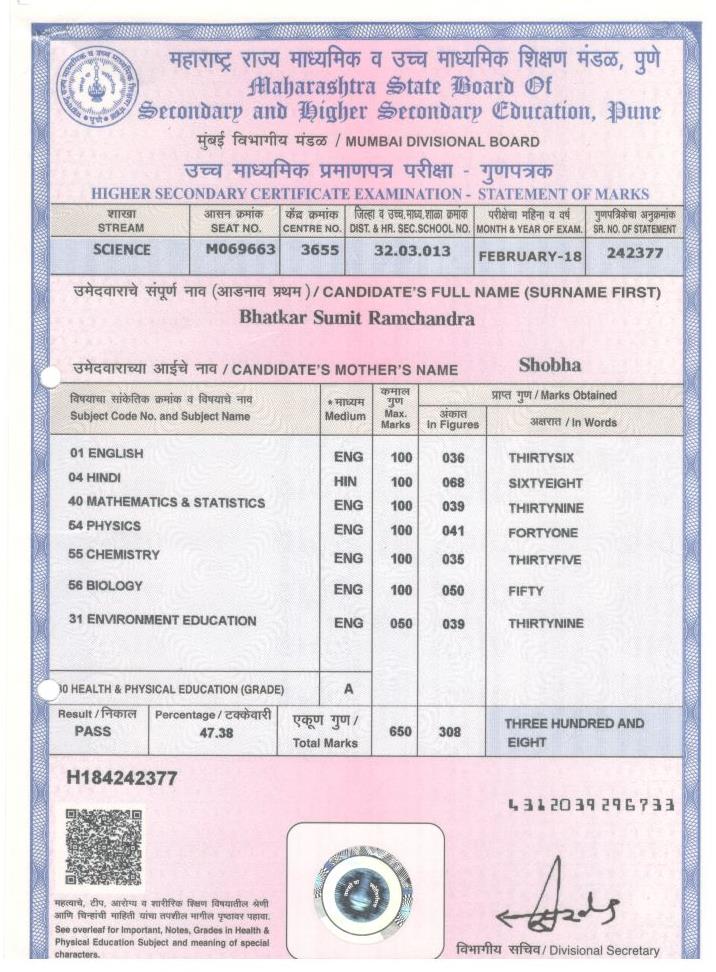 महाराष्ट्र राज्य माध्यमिक व उच्च माध्यमिक शिक्षण मंडळ, पुणे
Maharashtra State Board Of
Secondary and Higher Secondary Education, Pune
मुंबई विभागीय मंडळ / MUMBAI DIVISIONAL BOARD
उच्च माध्यमिक प्रमाणपत्र परीक्षा - गुणपत्रक
HIGHER SECONDARY CERTIFICATE EXAMINATION - STATEMENT OF MARKS
शाखा आसन क्रमांक केंद्र क्रमांक जिल्हा व उच्च.माध्य.शाळा क्रमांक परीक्षेचा महिना व वर्ष गुणपत्रिकेचा अनुक्रमांक
STREAM SEAT NO. CENTRE NO. DIST. & HR. SEC.SCHOOL NO. MONTH & YEAR OF EXAM. SR. NO. OF STATEMENT
SCIENCE M069663 3655 32.03.013 FEBRUARY-18 242377
उमेदवाराचे संपूर्ण नाव (आडनाव प्रथम) / CANDIDATE'S FULL NAME (SURNAME FIRST)
Bhatkar Sumit Ramchandra
उमेदवाराच्या आईचे नाव / CANDIDATE'S MOTHER'S NAME Shobha
विषयाचा सांकेतिक क्रमांक व विषयाचे नाव
Subject Code No. and Subject Name
* माध्यम
Medium
कमाल
गुण
Max.
Marks
प्राप्त गुण / Marks Obtained
अंकात
In Figures
अक्षरात / In Words
01 ENGLISH ENG 100 036 THIRTYSIX
04 HINDI HIN 100 068 SIXTYEIGHT
40 MATHEMATICS & STATISTICS ENG 100 039 THIRTYNINE
54 PHYSICS ENG 100 041 FORTYONE
55 CHEMISTRY ENG 100 035 THIRTYFIVE
56 BIOLOGY ENG 100 050 FIFTY
31 ENVIRONMENT EDUCATION ENG 050 039 THIRTYNINE
0 HEALTH & PHYSICAL EDUCATION (GRADE) A
Result / निकाल
PASS
Percentage / टक्केवारी
47.38
एकूण गुण /
Total Marks
650 308
THREE HUNDRED AND
EIGHT
H184242377
4312039296733
महत्वाचे, टीप, आरोग्य व शारीरिक शिक्षण विषयातील श्रेणी
आणि चिन्हांची माहिती यांचा तपशील मागील पृष्ठावर पहावा.
See overleaf for Important, Notes, Grades in Health &
Physical Education Subject and meaning of special
characters.
विभागीय सचिव / Divisional Secretary